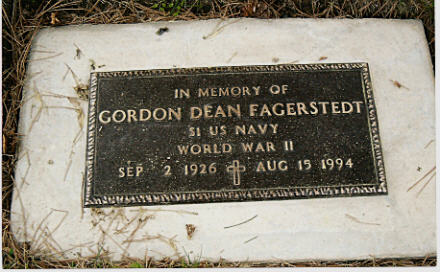 IN MEMORY OF
GORDON DEAN FAGERSTEDT
S1 US NAVY
WORLD WAR II
SEP 2 1926 AUG 15 1994